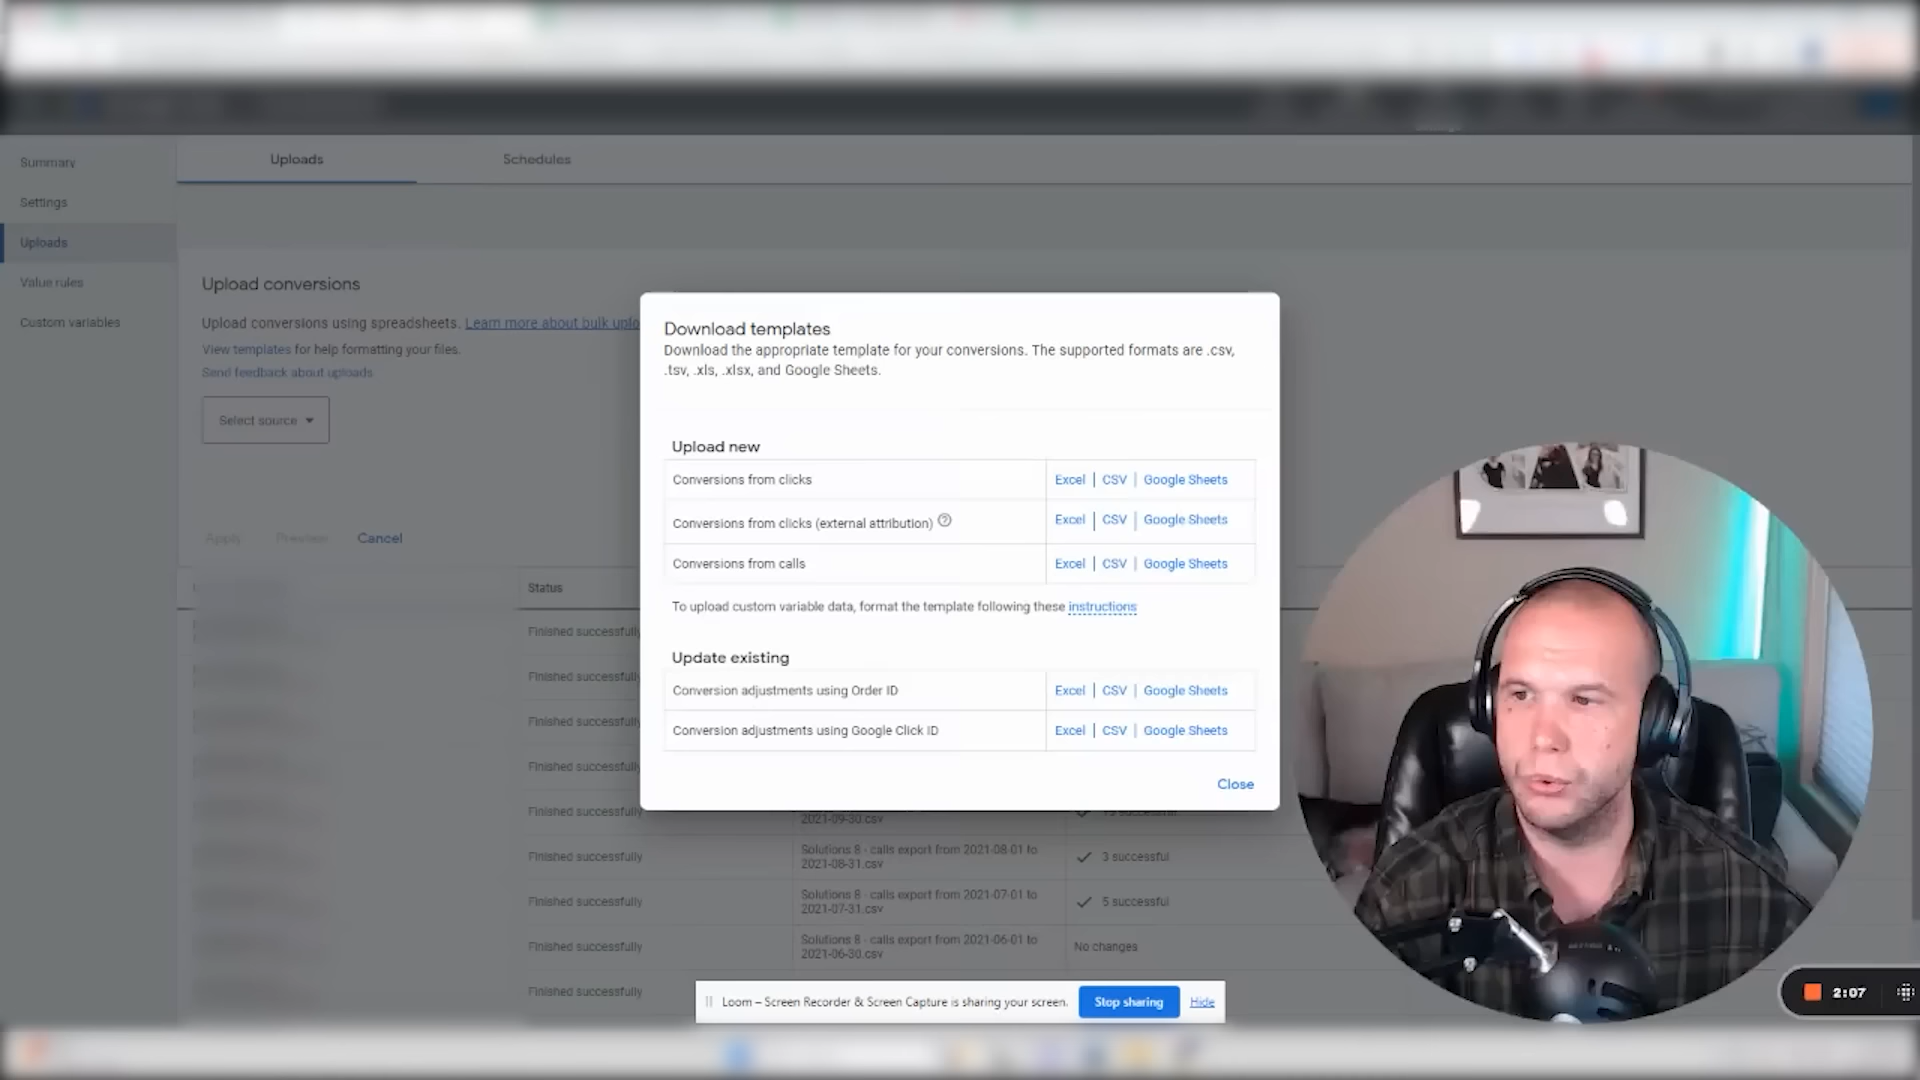 Summary
Settings
Uploads
Value rules
Custom variables
Uploads
Schedules
Upload conversions
Upload conversions using spreadsheets. Learn more about bulk uplo
View templates for help formatting your files.
Send feedback about uploads
Select source
Apply
Preview
Cancel
Status
Finished successfully
Finished successfully
Finished successfully
Finished successfully
Finished successfully
2021-09-30.csv
Finished successfully
Solutions 8 - calls export from 2021-08-01 to
2021-08-31.csv
3 successful
Finished successfully
Solutions 8 - calls export from 2021-07-01 to
2021-07-31.csv
5 successful
Finished successfully
Solutions 8 - calls export from 2021-06-01 to
2021-06-30.csv
No changes
Finished successfully
Download templates
Download the appropriate template for your conversions. The supported formats are .csv,
.tsv, .xls, .xlsx, and Google Sheets.
Upload new
Conversions from clicks
Excel | CSV | Google Sheets
Conversions from clicks (external attribution)
Excel | CSV | Google Sheets
Conversions from calls
Excel | CSV | Google Sheets
To upload custom variable data, format the template following these instructions
Update existing
Conversion adjustments using Order ID
Excel | CSV | Google Sheets
Conversion adjustments using Google Click ID
Excel | CSV | Google Sheets
Close
Loom – Screen Recorder & Screen Capture is sharing your screen.
Stop sharing
Hide
2:07